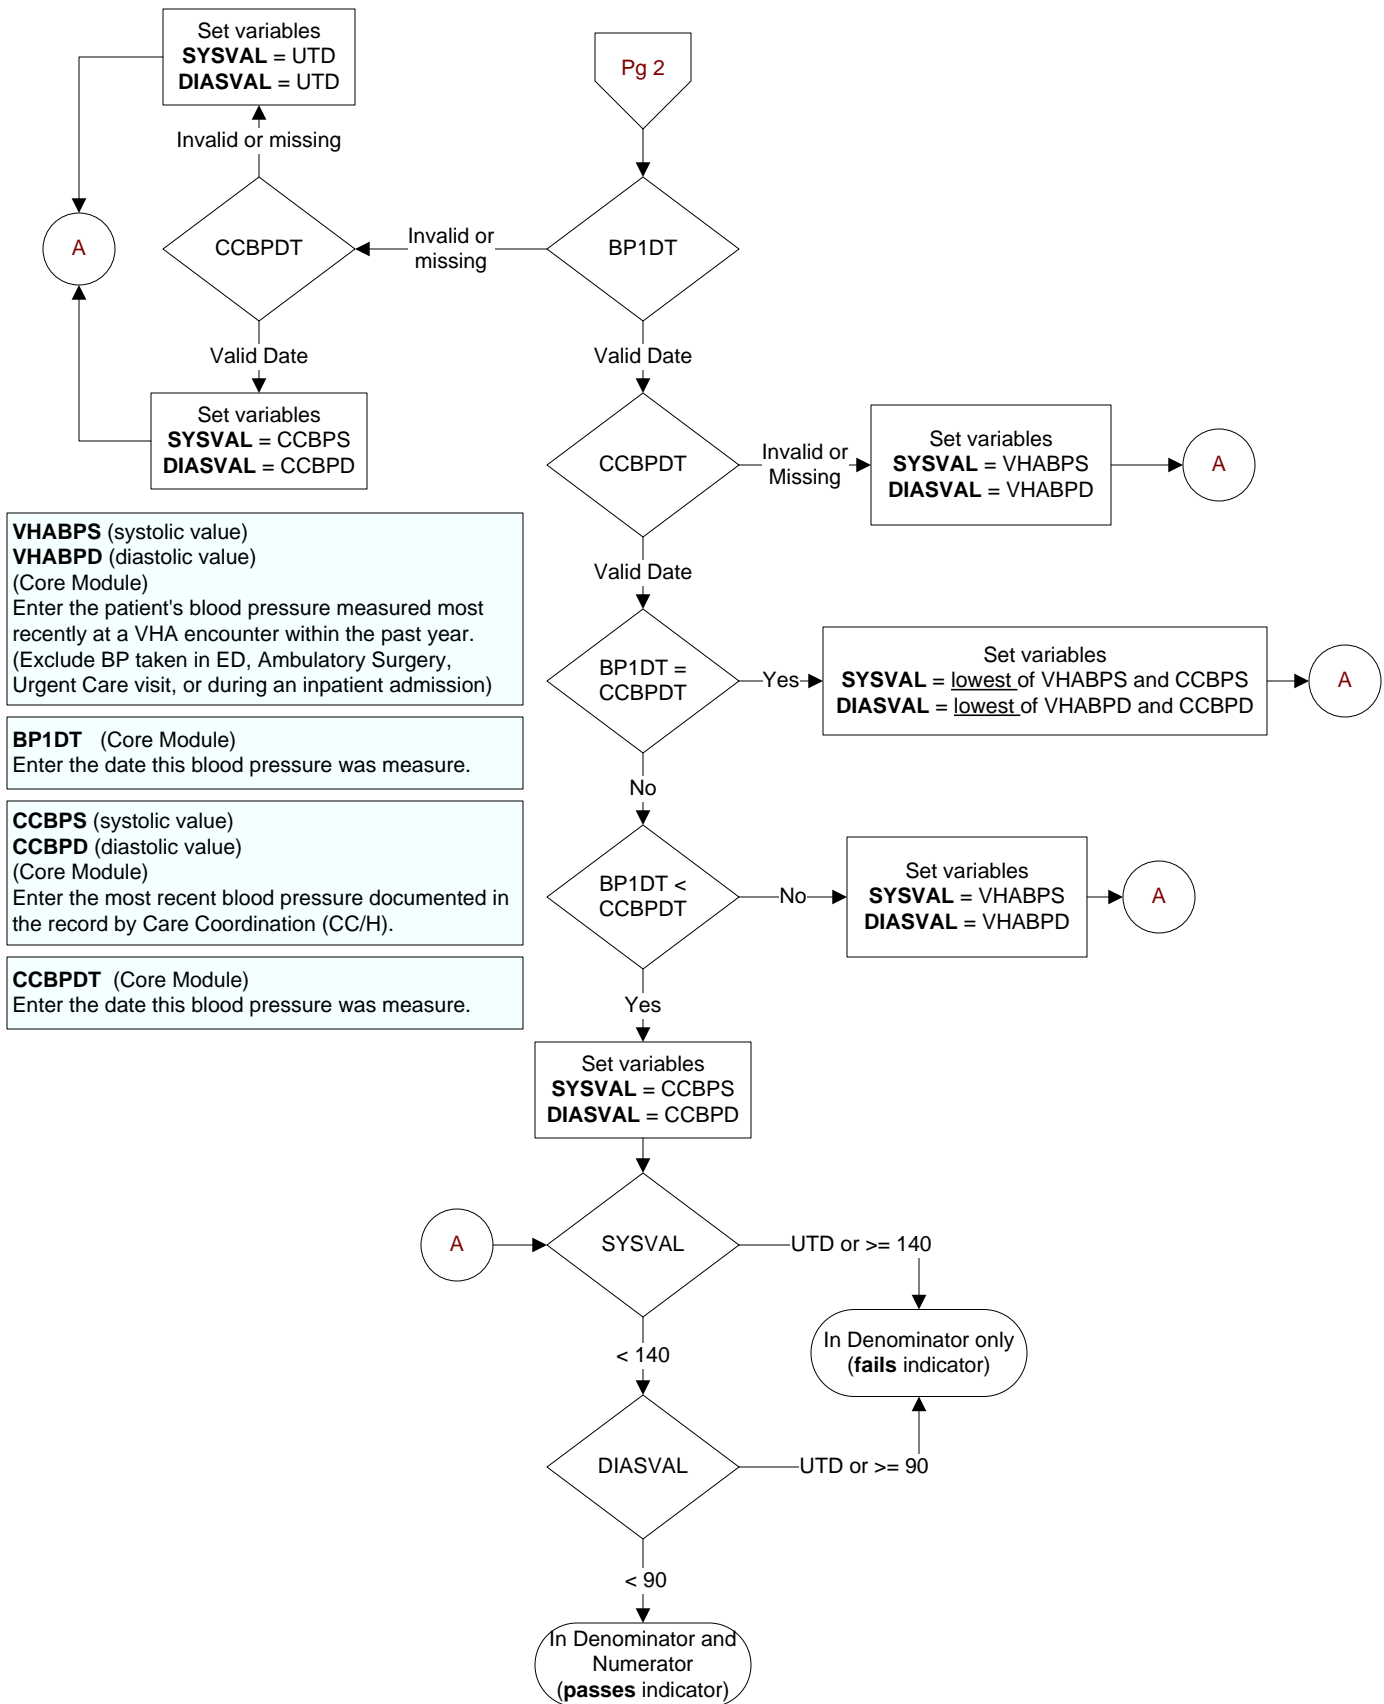 Set variables
SYSVAL = UTD
DIASVAL = UTD
Pg 2
Invalid or missing
A
CCBPDT
Invalid or
missing
BP1DT
Valid Date
Valid Date
Set variables
SYSVAL = CCBPS
DIASVAL = CCBPD
CCBPDT
Invalid or
Missing
Set variables
SYSVAL = VHABPS
DIASVAL = VHABPD
A
VHABPS (systolic value)
VHABPD (diastolic value)
(Core Module)
Enter the patient's blood pressure measured most
recently at a VHA encounter within the past year.
(Exclude BP taken in ED, Ambulatory Surgery,
Urgent Care visit, or during an inpatient admission)
BP1DT (Core Module)
Enter the date this blood pressure was measure.
CCBPS (systolic value)
CCBPD (diastolic value)
(Core Module)
Enter the most recent blood pressure documented in
the record by Care Coordination (CC/H).
CCBPDT (Core Module)
Enter the date this blood pressure was measure.
Valid Date
BP1DT =
CCBPDT
Yes
Set variables
SYSVAL = lowest of VHABPS and CCBPS
DIASVAL = lowest of VHABPD and CCBPD
A
No
BP1DT <
CCBPDT
No
Set variables
SYSVAL = VHABPS
DIASVAL = VHABPD
A
Yes
Set variables
SYSVAL = CCBPS
DIASVAL = CCBPD
A
SYSVAL
UTD or >= 140
In Denominator only
(fails indicator)
< 140
DIASVAL
UTD or >= 90
< 90
In Denominator and
Numerator
(passes indicator)